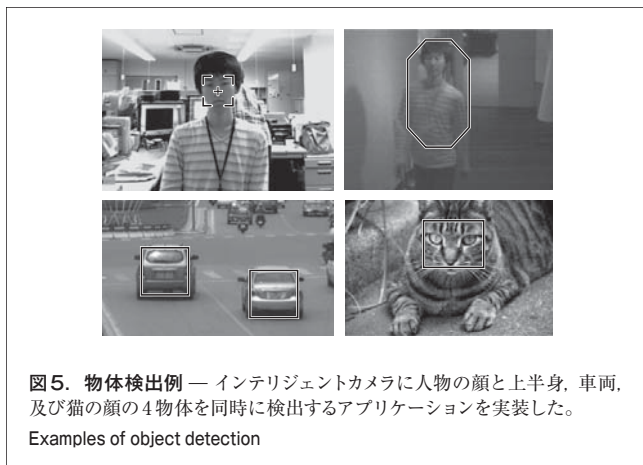 図5. 物体検出例 — インテリジェントカメラに人物の顔と上半身，車両，
及び猫の顔の4物体を同時に検出するアプリケーションを実装した。
Examples of object detection